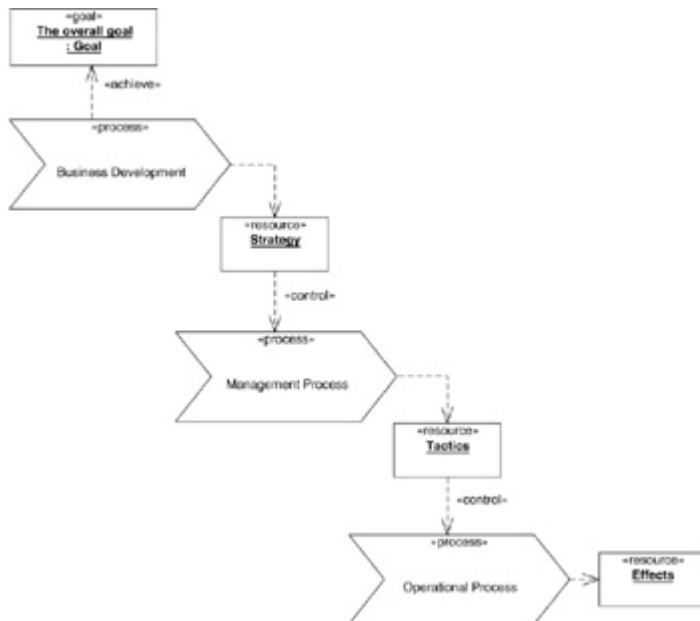 «goal»
The overall goal
: Goal
«achieve»
«process»
Business Development
«resource»
Strategy
«control»
«process»
Management Process
«resource»
Tactics
«control»
«process»
Operational Process
«resource»
Effects